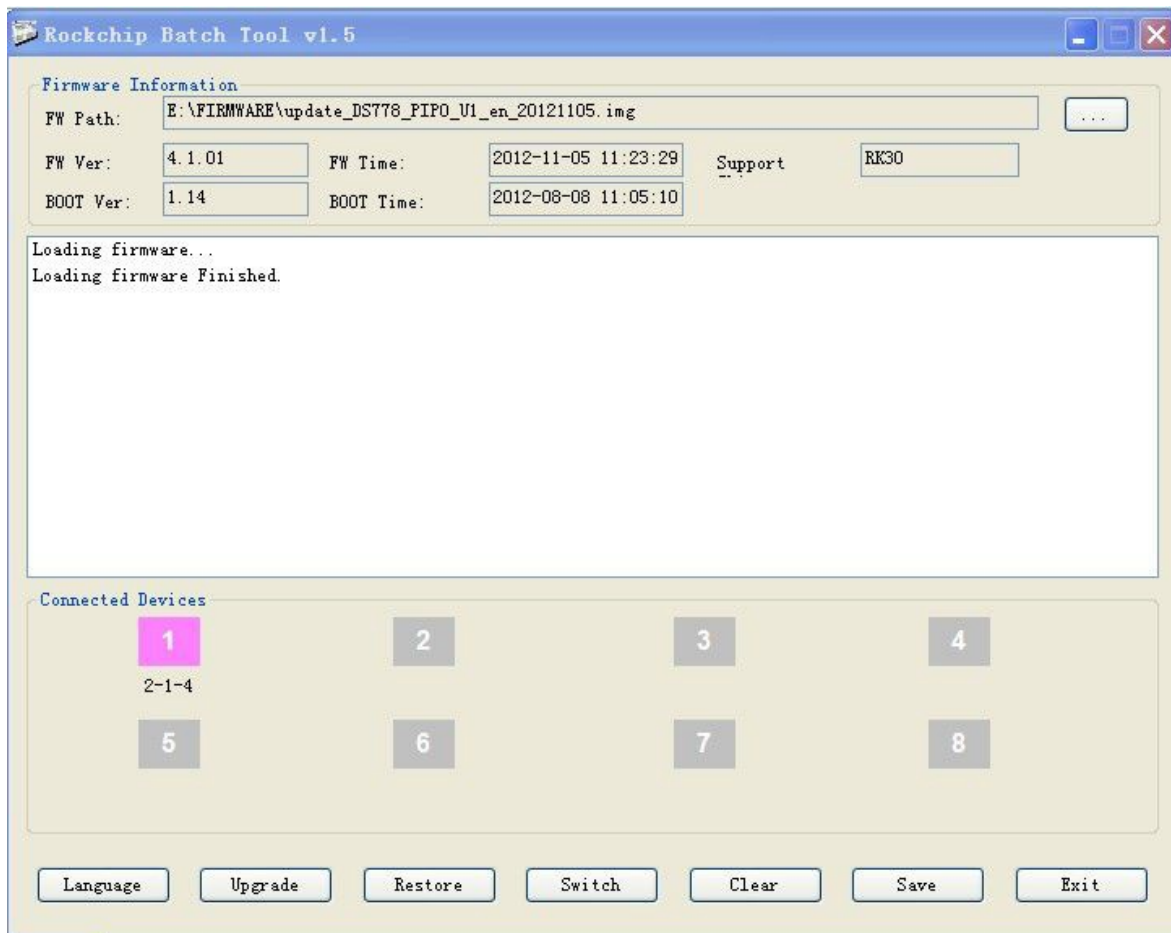 Rockchip Batch Tool v1.5
Firmware Information
FW Path: E:\FIRMWARE\update_DS778_PIPO_U1_en_20121105.img ...
FW Ver: 4.1.01 FW Time: 2012-11-05 11:23:29 Support RK30
BOOT Ver: 1.14 BOOT Time: 2012-08-08 11:05:10
Loading firmware...
Loading firmware Finished.
Connected Devices
1 2 3 4
2-1-4
5 6 7 8
Language Upgrade Restore Switch Clear Save Exit